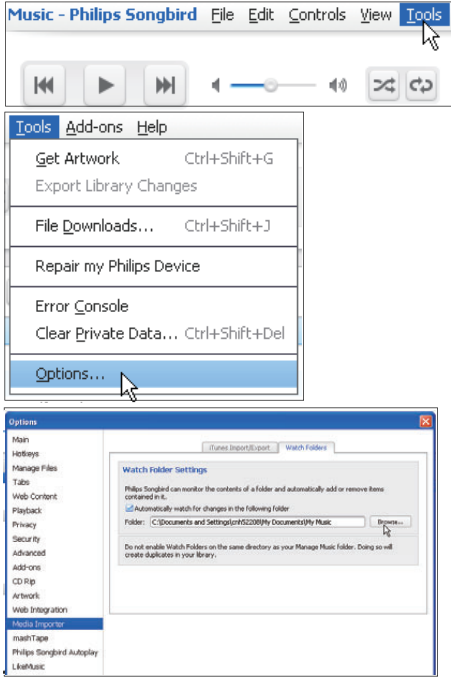 Music - Philips Songbird File Edit Controls View Tools
Tools Add-ons Help
Get Artwork Ctrl+Shift+G
Export Library Changes
File Downloads... Ctrl+Shift+J
Repair my Philips Device
Error Console
Clear Private Data... Ctrl+Shift+Del
Options...
Options
Main
Hotkeys
Manage Files
Tabs
Web Content
Playback
Privacy
Security
Advanced
Add-ons
CD Rip
Artwork
Web Integration
Media Importer
mashTape
Philips Songbird Autoplay
LikeMusic
iTunes Import/Export Watch Folders
Watch Folder Settings
Philips Songbird can monitor the contents of a folder and automatically add or remove items
contained in it.
Automatically watch for changes in the following folder
Folder: C:\Documents and Settings\cnh52208\My Documents\My Music Browse...
Do not enable Watch Folders on the same directory as your Manage Music folder. Doing so will
create duplicates in your library.